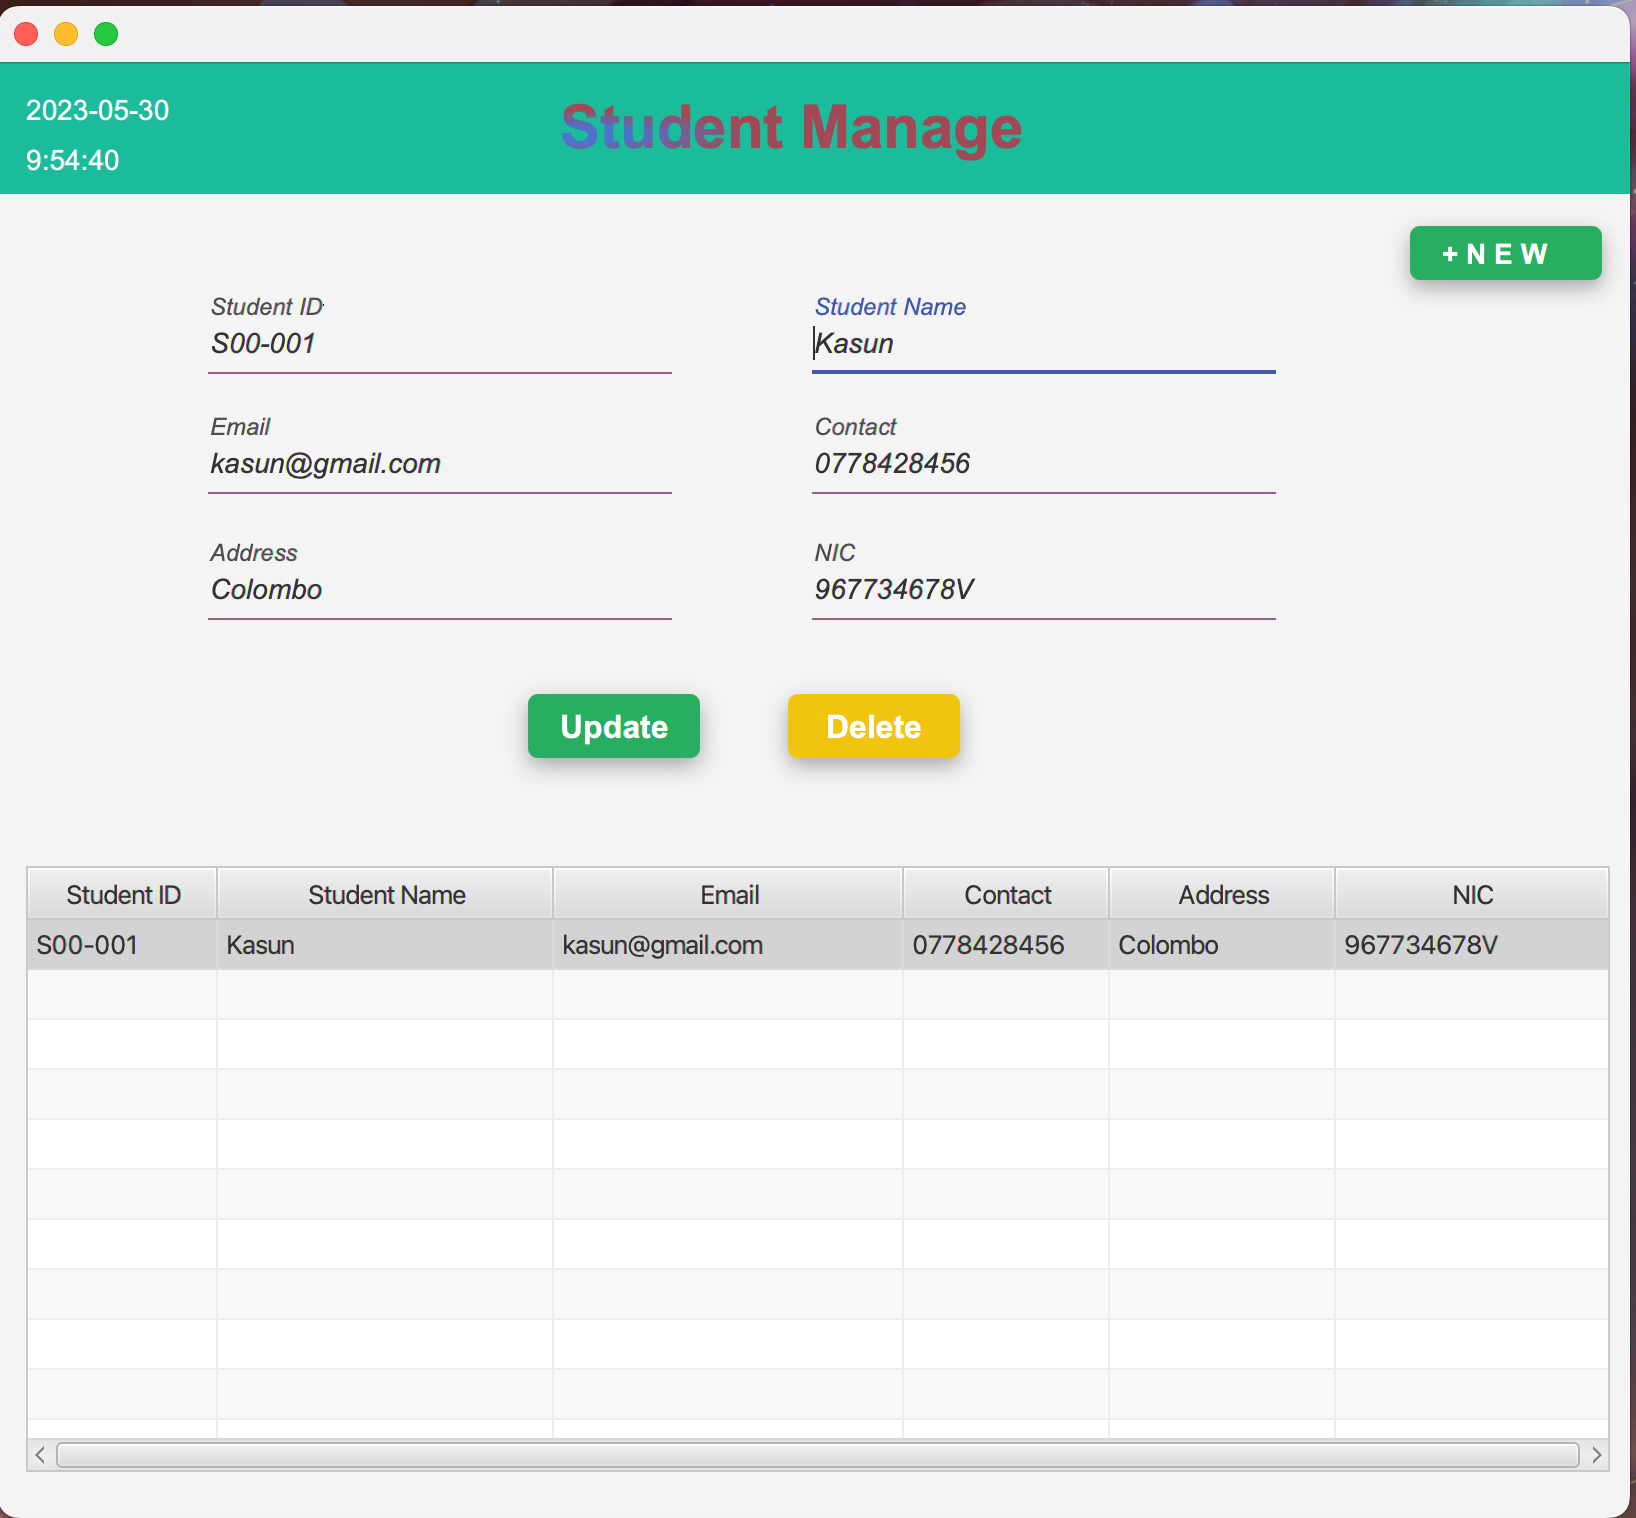 2023-05-30
Student Manage
9:54:40
+NEW
Student ID
Student Name
S00-001
Kasun
Email
Contact
kasun@gmail.com
0778428456
Address
NIC
Colombo
967734678V
Update
Delete
Student ID Student Name Email Contact Address NIC
S00-001 Kasun kasun@gmail.com 0778428456 Colombo 967734678V